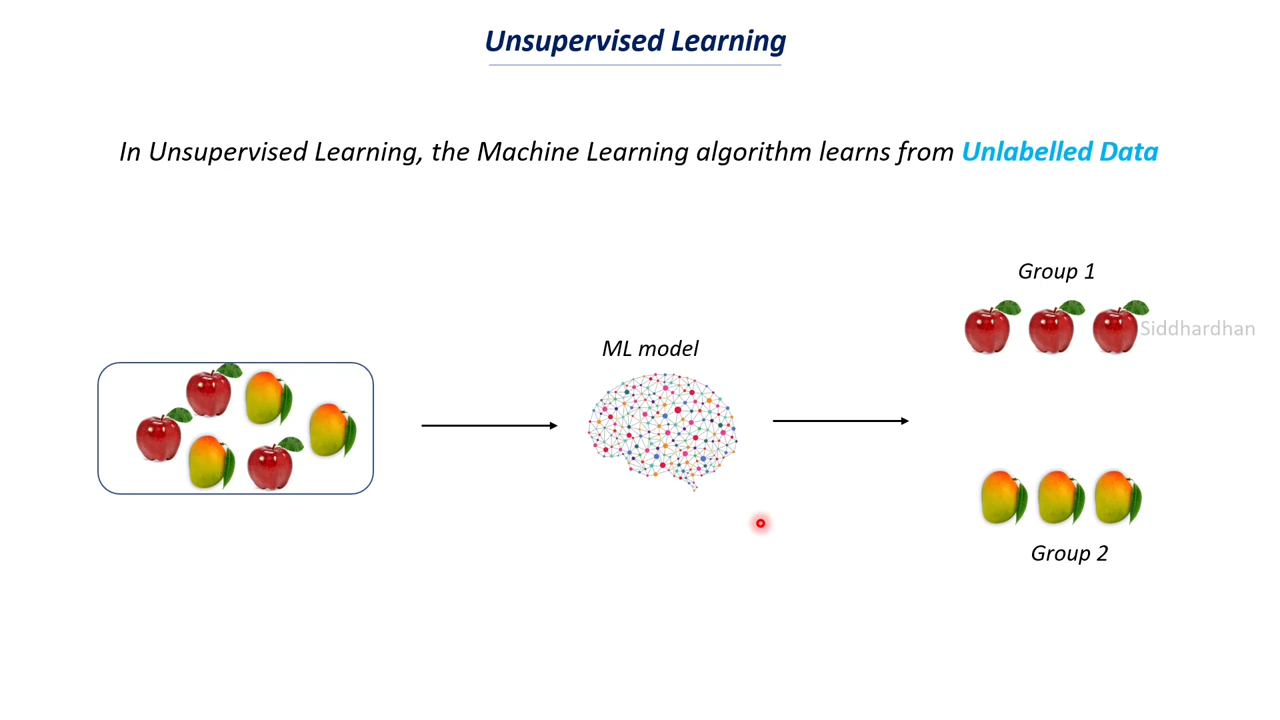 Unsupervised Learning
In Unsupervised Learning, the Machine Learning algorithm learns from Unlabelled Data
Group 1
Siddhardhan
ML model
Group 2